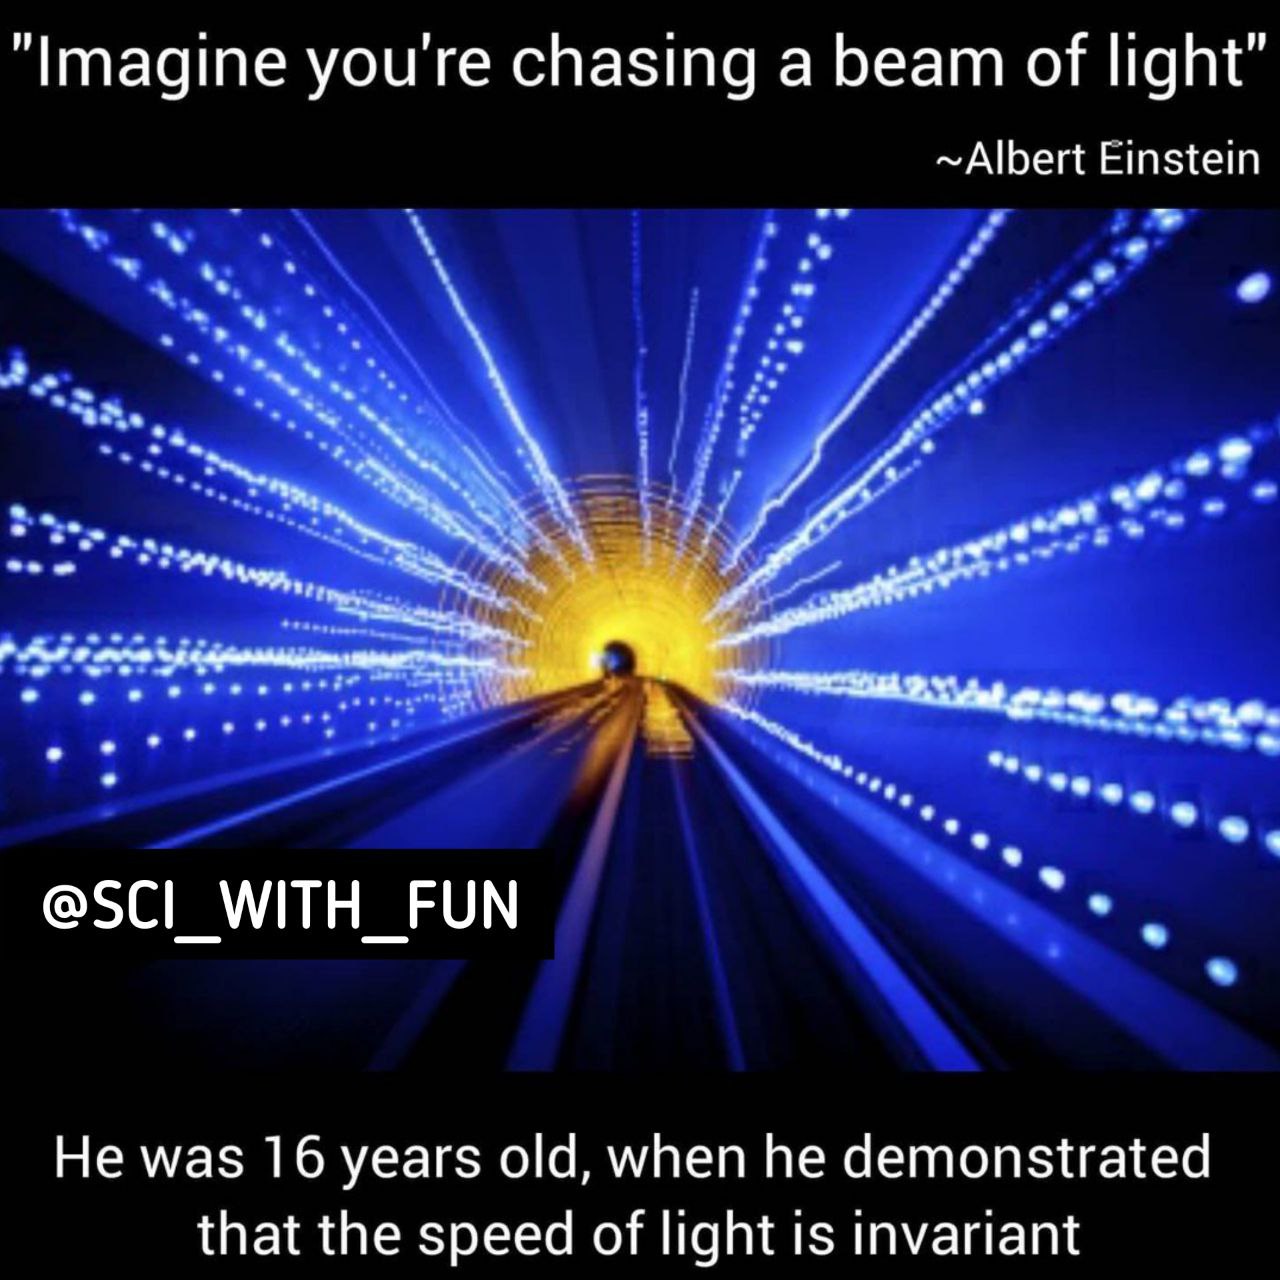 "Imagine you're chasing a beam of light"
~Albert Einstein
@SCI_WITH_FUN
He was 16 years old, when he demonstrated
that the speed of light is invariant